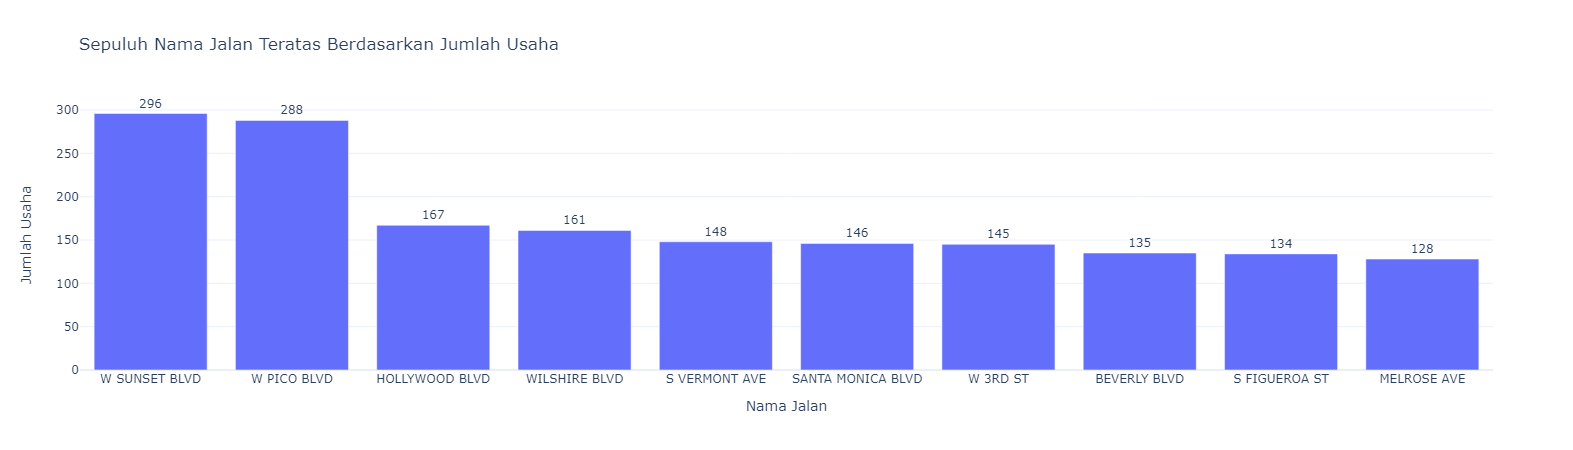 Sepuluh Nama Jalan Teratas Berdasarkan Jumlah Usaha
Jumlah Usaha
300
250
200
150
100
50
0
296
288
167
161
148
146
145
135
134
128
W SUNSET BLVD
W PICO BLVD
HOLLYWOOD BLVD
WILSHIRE BLVD
S VERMONT AVE
SANTA MONICA BLVD
W 3RD ST
BEVERLY BLVD
S FIGUEROA ST
MELROSE AVE
Nama Jalan